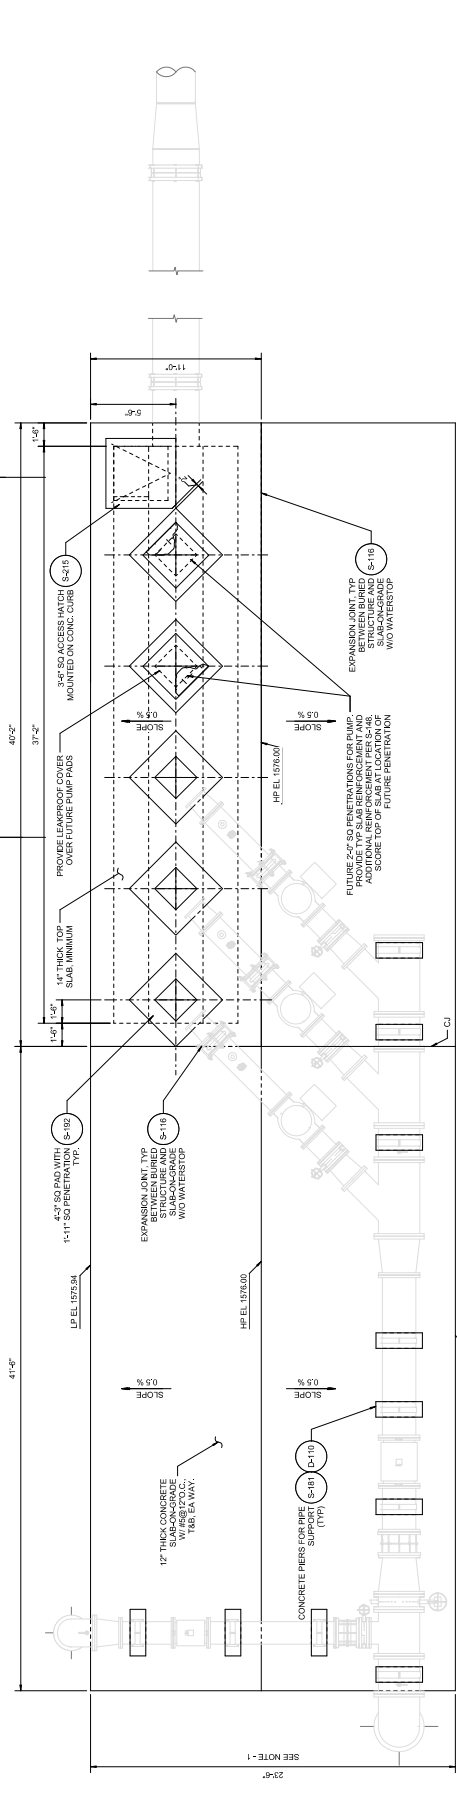 11'-0"
5'-6"
1'-6"
40'-2"
37'-2"
3'-6" SQ ACCESS HATCH
MOUNTED ON CONC. CURB
S-215
EXPANSION JOINT, TYP
BETWEEN BURIED
STRUCTURE AND
SLAB-ON-GRADE
W/O WATERSTOP
S-116
PROVIDE LEAKPROOF COVER
OVER FUTURE PUMP PADS
SLOPE
0.5 %
SLOPE
0.5 %
HP EL 1576.00
FUTURE 2'-0" SQ PENETRATIONS FOR PUMP.
PROVIDE TYP SLAB REINFORCEMENT AND
ADDITIONAL REINFORCEMENT PER S-148.
SCORE TOP OF SLAB AT LOCATION OF
FUTURE PENETRATION
14" THICK TOP
SLAB, MINIMUM
1'-6"
1'-6"
CJ
4'-3" SQ PAD WITH
1'-11" SQ PENETRATION
TYP.
S-192
EXPANSION JOINT, TYP
BETWEEN BURIED
STRUCTURE AND
SLAB-ON-GRADE
W/O WATERSTOP
S-116
LP EL 1575.94
HP EL 1576.00
41'-6"
SLOPE
0.5 %
SLOPE
0.5 %
12" THICK CONCRETE
SLAB-ON-GRADE
W/ #5@12"O.C.,
T&B, EA WAY.
CONCRETE PIERS FOR PIPE
SUPPORT
(TYP)
S-181
D-110
SEE NOTE - 1
23'-6"